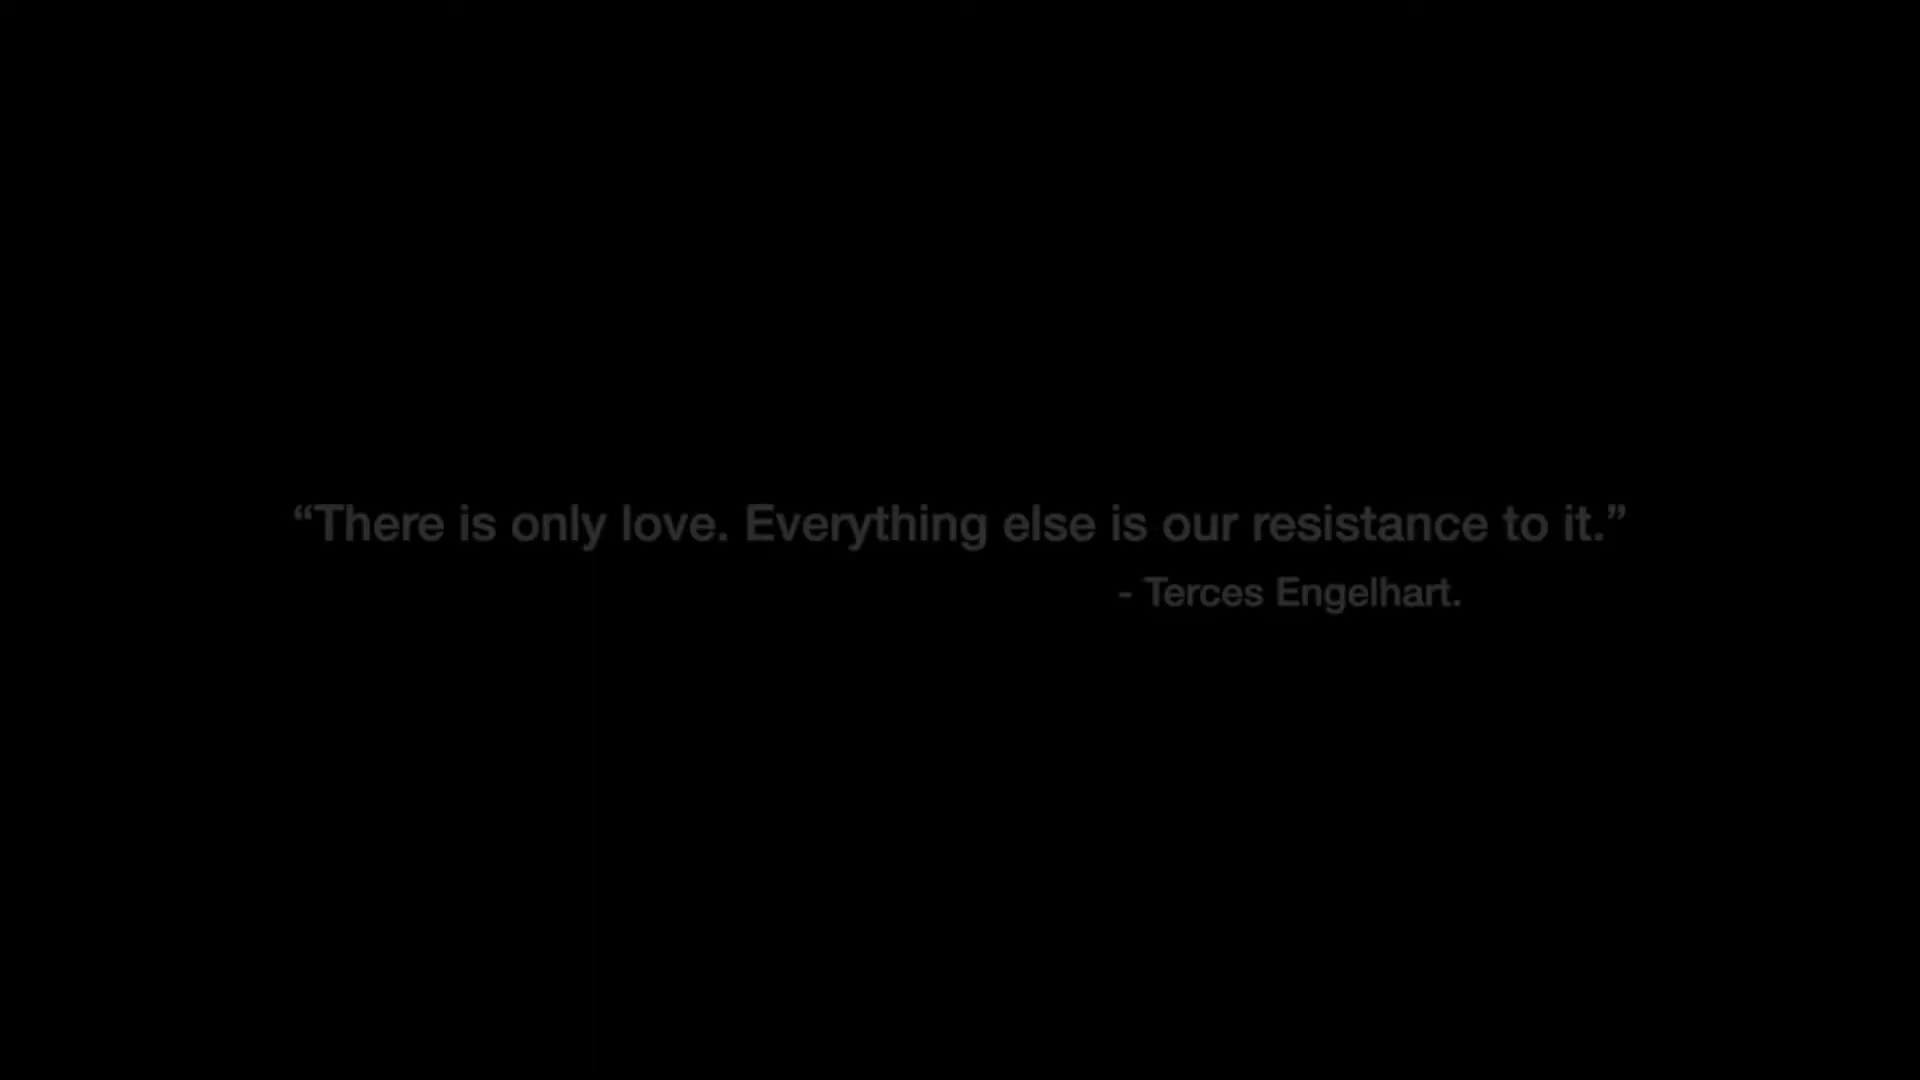 “There is only love. Everything else is our resistance to it.”
- Terces Engelhart.